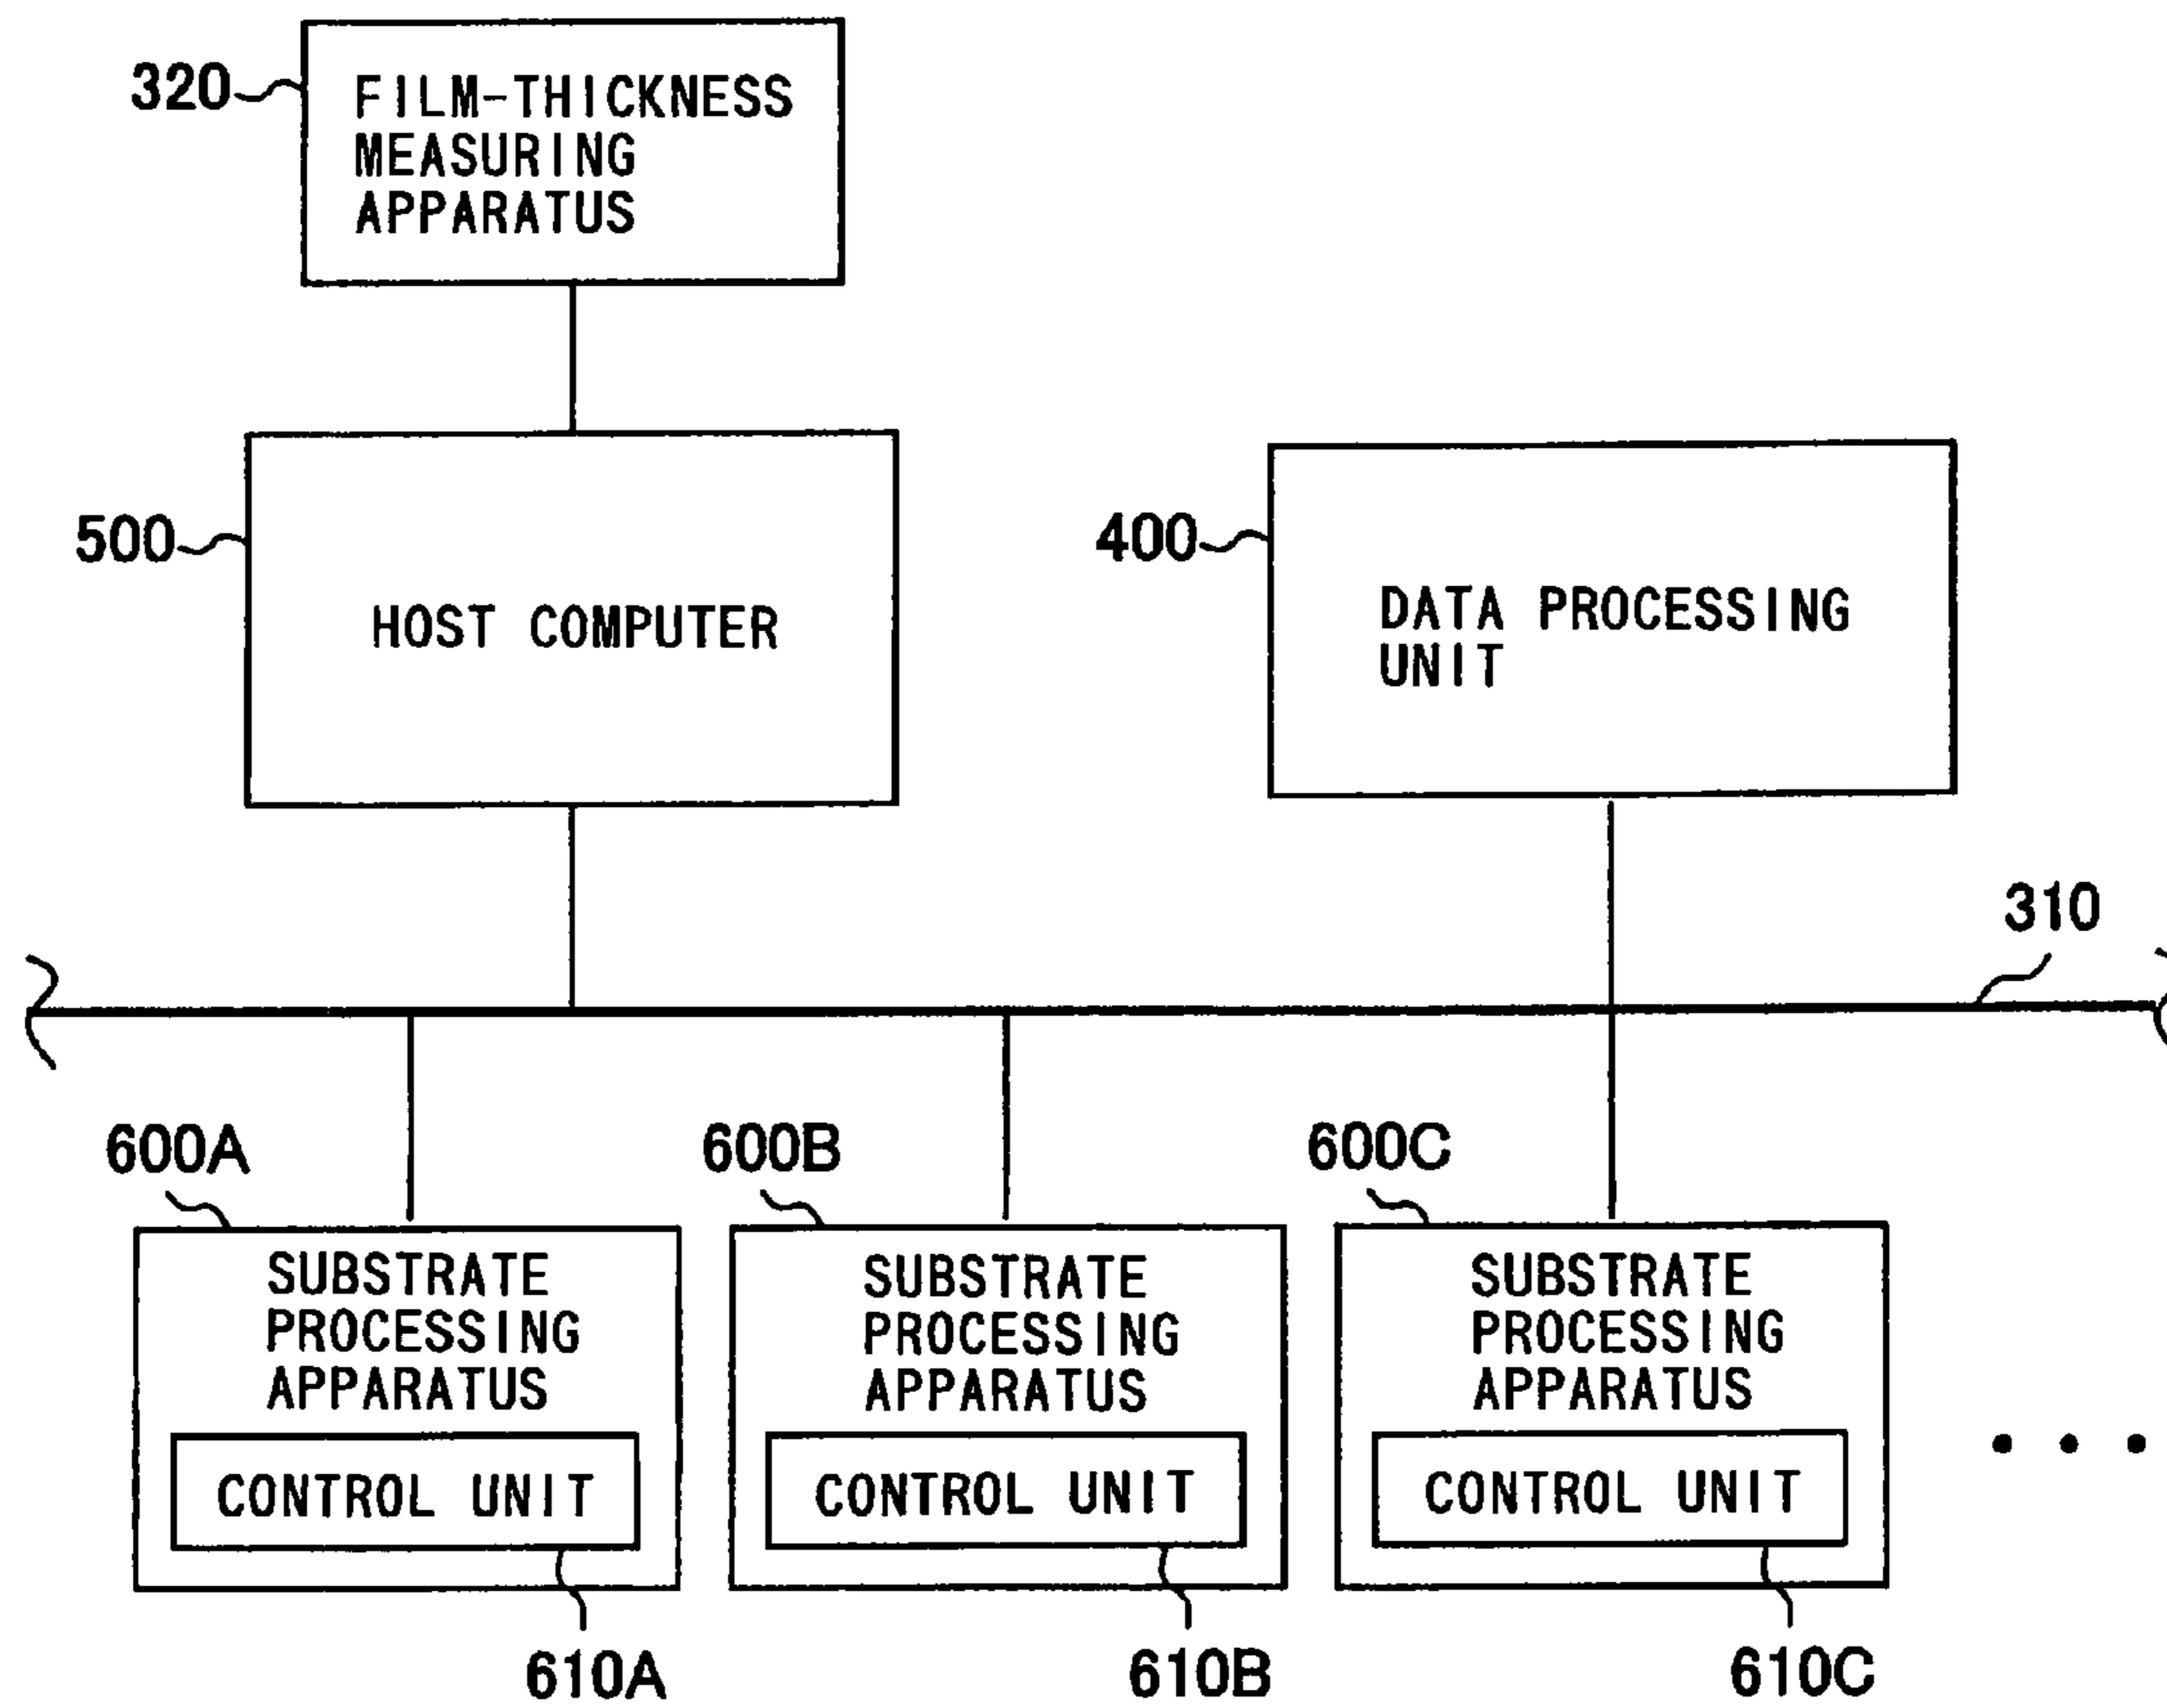 320
FILM-THICKNESS
MEASURING
APPARATUS
500
HOST COMPUTER
400
DATA PROCESSING
UNIT
310
600A
SUBSTRATE
PROCESSING
APPARATUS
CONTROL UNIT
610A
600B
SUBSTRATE
PROCESSING
APPARATUS
CONTROL UNIT
610B
600C
SUBSTRATE
PROCESSING
APPARATUS
CONTROL UNIT
610C
• • •